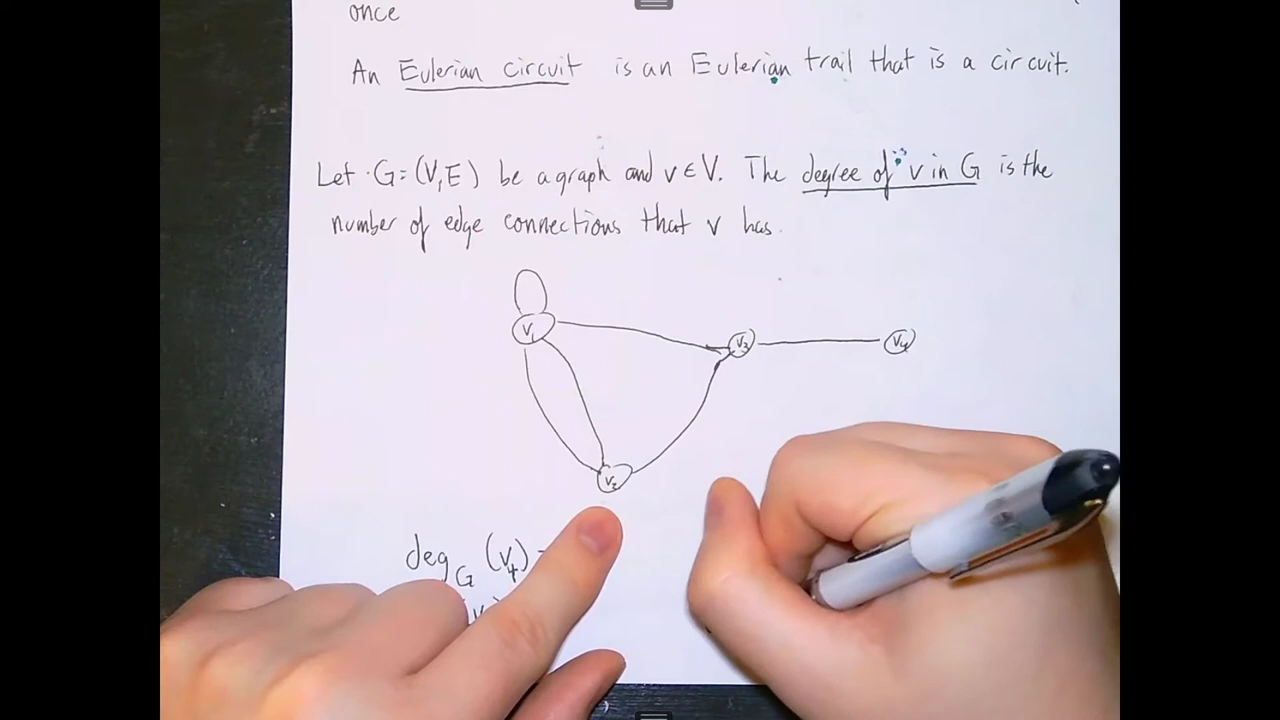 once
An Eulerian circuit is an Eulerian trail that is a circuit.
Let G=(V,E) be a graph and v∈V. The degree of v in G is the
number of edge connections that v has.
V₁
V₃
V₄
V₂
deg_G (V₄)